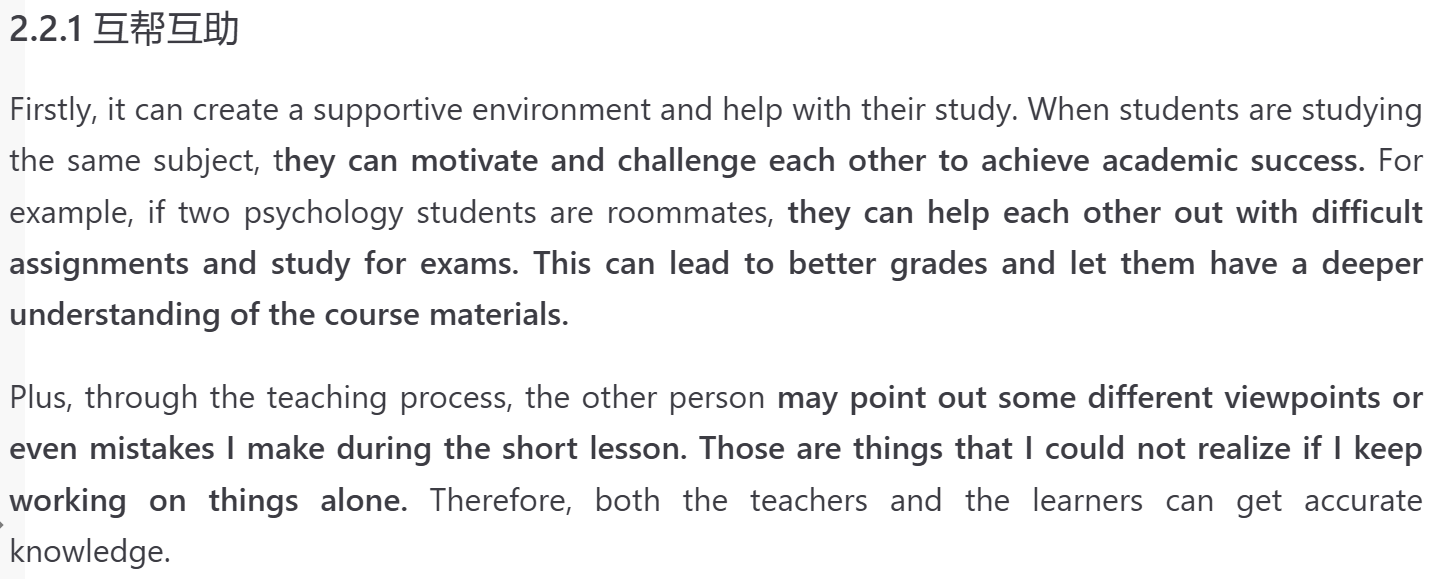 2.2.1 互帮互助
Firstly, it can create a supportive environment and help with their study. When students are studying
the same subject, they can motivate and challenge each other to achieve academic success. For
example, if two psychology students are roommates, they can help each other out with difficult
assignments and study for exams. This can lead to better grades and let them have a deeper
understanding of the course materials.
Plus, through the teaching process, the other person may point out some different viewpoints or
even mistakes I make during the short lesson. Those are things that I could not realize if I keep
working on things alone. Therefore, both the teachers and the learners can get accurate
knowledge.